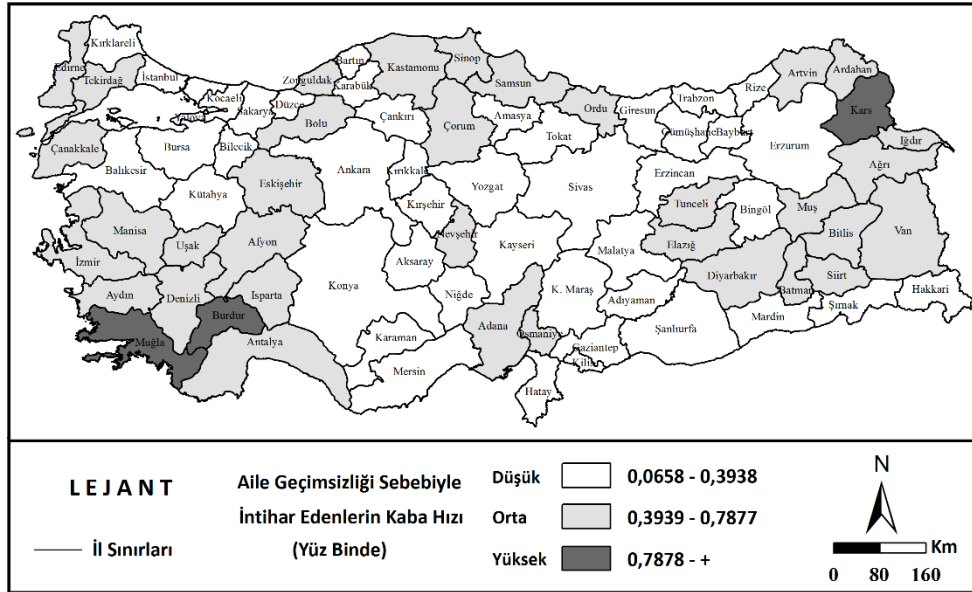 Kırklareli
Edirne
Tekirdağ
İstanbul
Kocaeli
Yalova
Sakarya
Düzce
Zonguldak
Bartın
Karabük
Kastamonu
Sinop
Samsun
Ordu
Giresun
Trabzon
Rize
Artvin
Ardahan
Kars
Iğdır
Ağrı
Çanakkale
Balıkesir
Bursa
Bilecik
Bolu
Çankırı
Çorum
Amasya
Tokat
Gümüşhane
Bayburt
Erzurum
Erzincan
Kütahya
Eskişehir
Ankara
Kırıkkale
Kırşehir
Yozgat
Sivas
Tunceli
Bingöl
Muş
Bitlis
Van
Manisa
Uşak
Afyon
Nevşehir
Kayseri
Malatya
Elazığ
İzmir
Aydın
Denizli
Isparta
Konya
Aksaray
Niğde
K. Maraş
Adıyaman
Diyarbakır
Batman
Siirt
Şırnak
Hakkari
Muğla
Burdur
Antalya
Karaman
Mersin
Adana
Osmaniye
Gaziantep
Kilis
Hatay
Şanlıurfa
Mardin
LEJANT
İl Sınırları
Aile Geçimsizliği Sebebiyle
İntihar Edenlerin Kaba Hızı
(Yüz Binde)
Düşük 0,0658 - 0,3938
Orta 0,3939 - 0,7877
Yüksek 0,7878 - +
N
Km
0 80 160